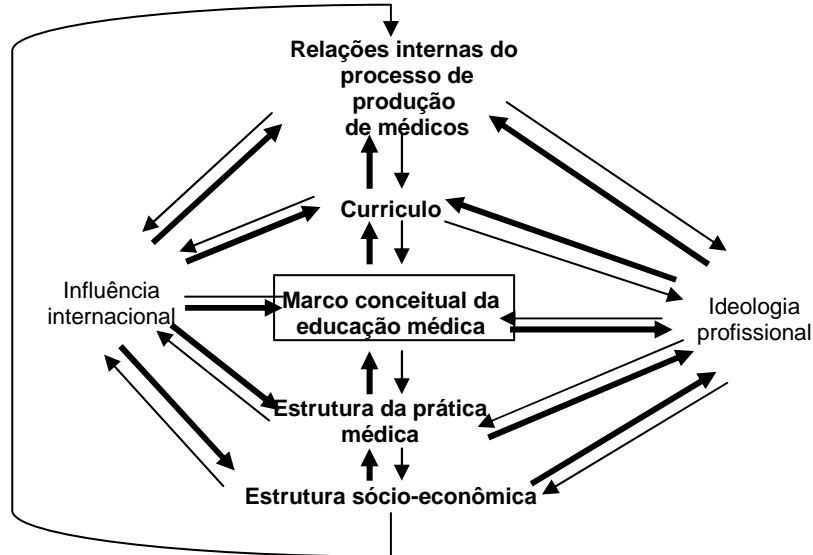 Relações internas do
processo de
produção
de médicos
Curriculo
Influência
internacional
Marco conceitual da
educação médica
Ideologia
profissional
Estrutura da prática
médica
Estrutura sócio-econômica